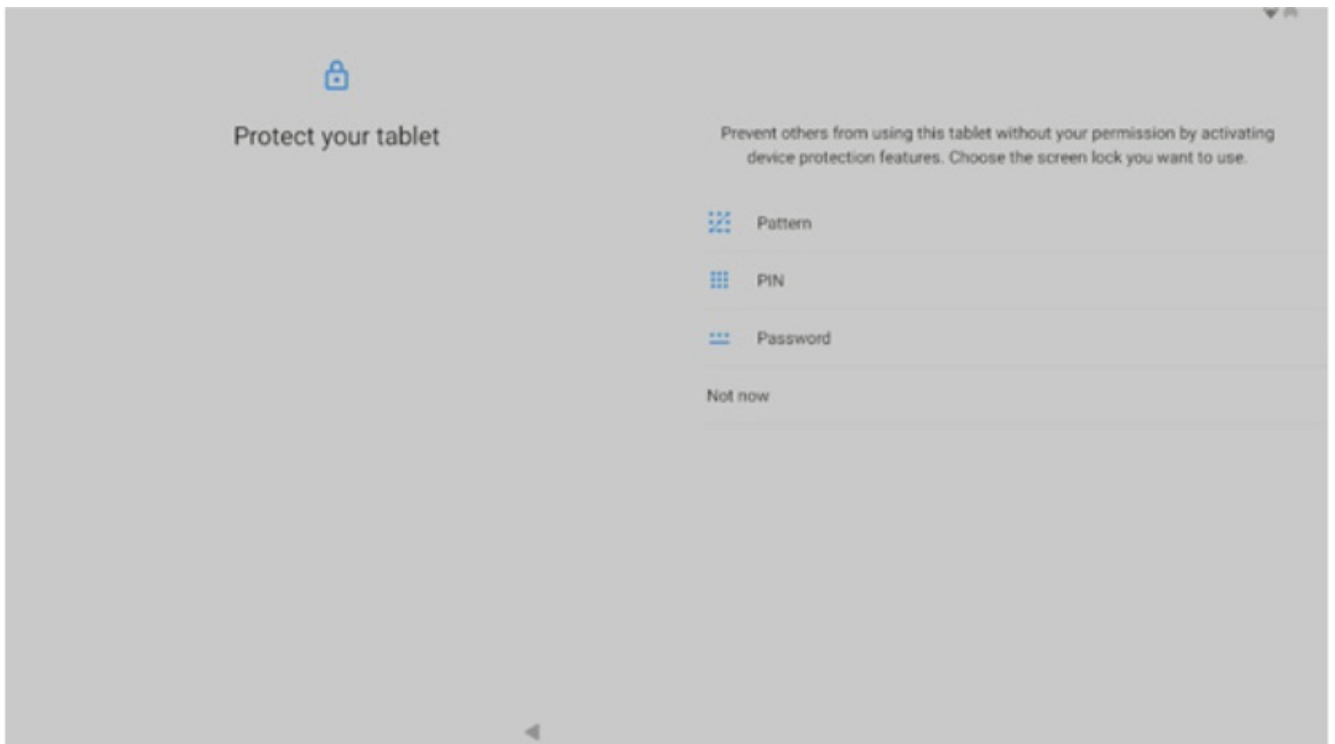 Protect your tablet
Prevent others from using this tablet without your permission by activating
device protection features. Choose the screen lock you want to use.
Pattern
PIN
Password
Not now